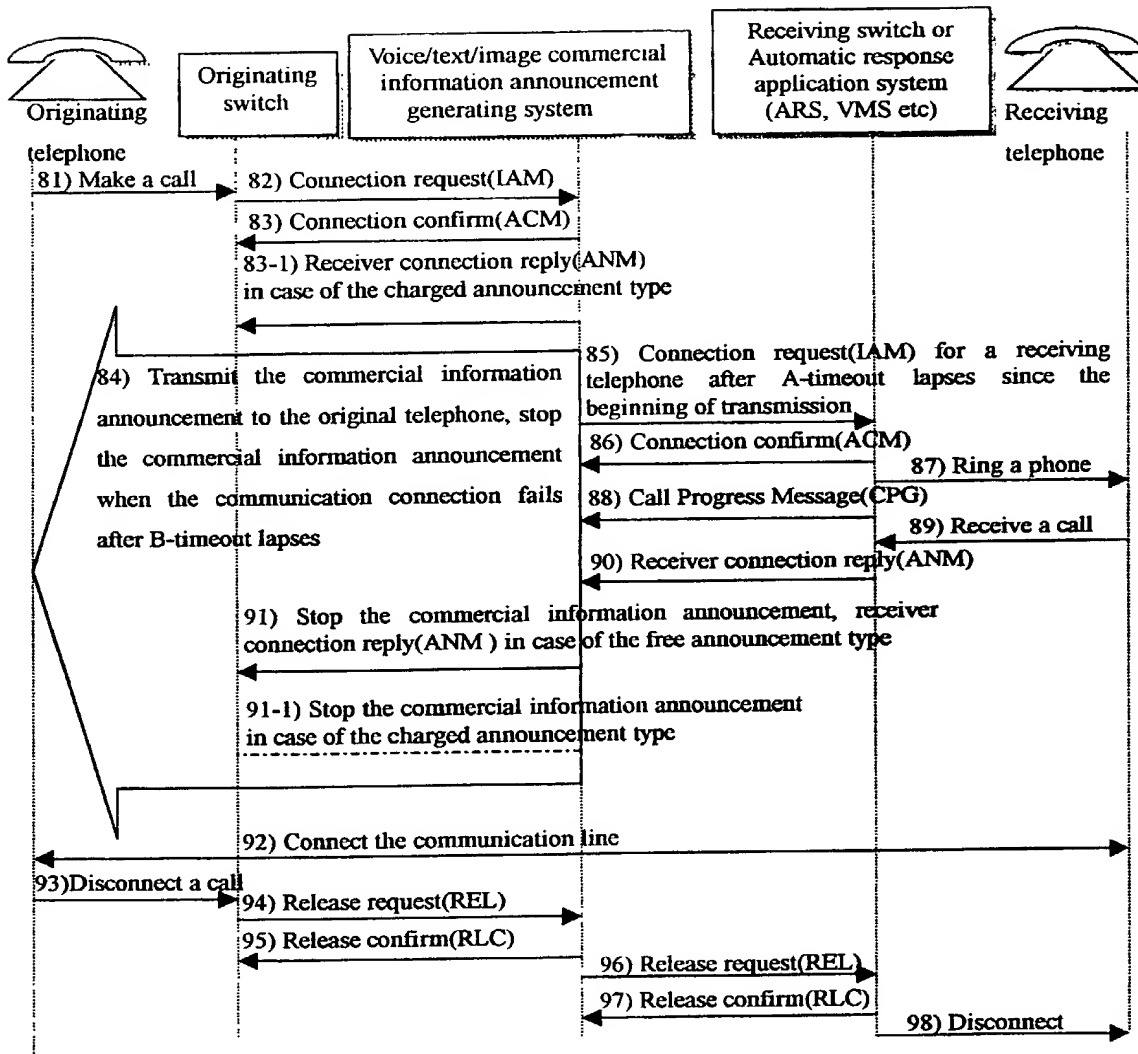 Originating
telephone
Originating
switch
Voice/text/image commercial
information announcement
generating system
Receiving switch or
Automatic response
application system
(ARS, VMS etc)
Receiving
telephone
81) Make a call
82) Connection request(IAM)
83) Connection confirm(ACM)
83-1) Receiver connection reply(ANM)
in case of the charged announcement type
84) Transmit the commercial information
announcement to the original telephone, stop
the commercial information announcement
when the communication connection fails
after B-timeout lapses
85) Connection request(IAM) for a receiving
telephone after A-timeout lapses since the
beginning of transmission
86) Connection confirm(ACM)
87) Ring a phone
88) Call Progress Message(CPG)
89) Receive a call
90) Receiver connection reply(ANM)
91) Stop the commercial information announcement, receiver
connection reply(ANM ) in case of the free announcement type
91-1) Stop the commercial information announcement
in case of the charged announcement type
92) Connect the communication line
93)Disconnect a call
94) Release request(REL)
95) Release confirm(RLC)
96) Release request(REL)
97) Release confirm(RLC)
98) Disconnect